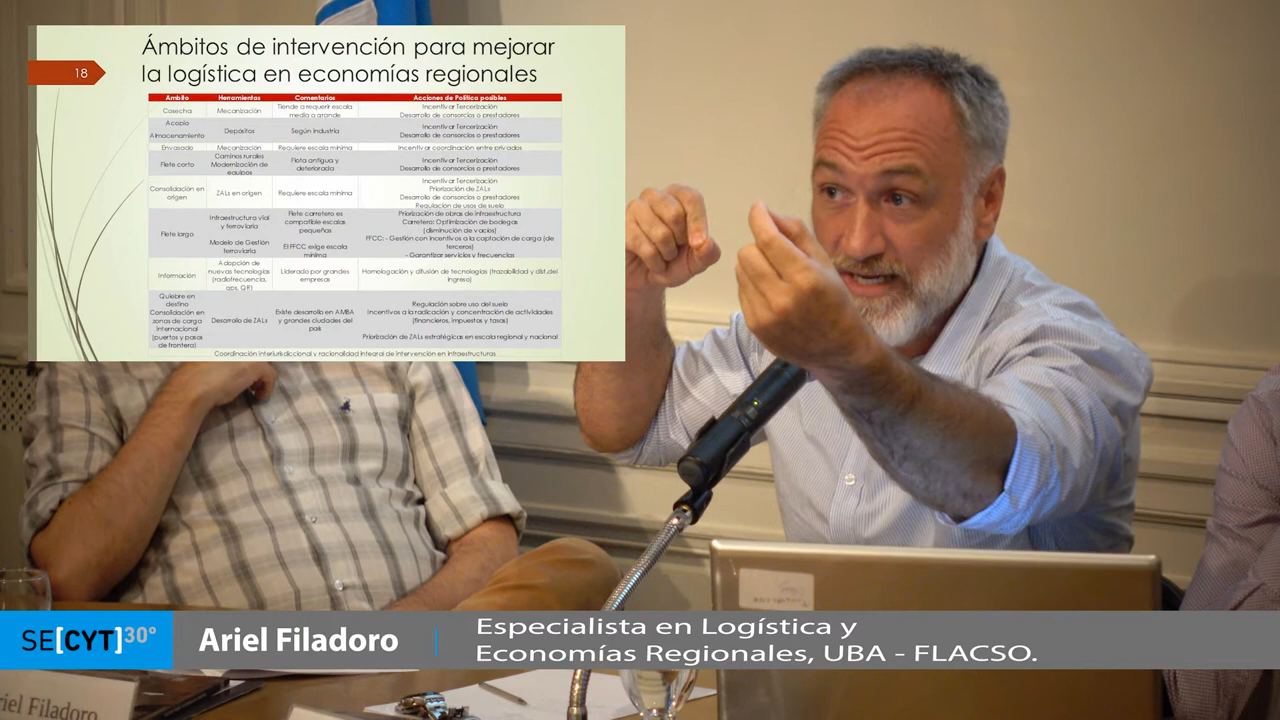 18
Ámbitos de intervención para mejorar
la logística en economías regionales
Ámbito Herramientas Comentarios Acciones de Política posibles
Cosecha Mecanización Tiende a requerir escala media a grande Incentivar Tercerización
Desarrollo de consorcios o prestadores
Acopio
Almacenamiento Depósitos Según Industria Incentivar Tercerización
Desarrollo de consorcios o prestadores
Envasado Mecanización Requiere escala mínima Incentivar coordinación entre privados
Flete corto Caminos rurales
Modernización de equipos Flota antigua y deteriorada Incentivar Tercerización
Desarrollo de consorcios o prestadores
Consolidación en origen ZALs en origen Requiere escala mínima Incentivar Tercerización
Priorización de ZALs
Desarrollo de consorcios o prestadores
Regulación de usos de suelo
Flete largo Infraestructura vial y ferroviaria
Modelo de Gestión ferroviaria Flete carretero es compatible escalas pequeñas
El FFCC exige escala mínima Priorización de obras de infraestructura
Carretero: Optimización de bodegas
(disminución de vacíos)
FFCC: - Gestión con incentivos a la captación de carga (de terceros)
- Garantizar servicios y frecuencias
Información Adopción de nuevas tecnologías (radiofrecuencia, gps, QR) Liderado por grandes empresas Homologación y difusión de tecnologías (trazabilidad y dist.del ingreso)
Quiebre en destino
Consolidación en zonas de carga internacional (puertos y pasos de frontera) Desarrollo de ZALs Existe desarrollo en AMBA y grandes ciudades del país Regulación sobre uso del suelo
Incentivos a la radicación y concentración de actividades
(financieros, impuestos y tasas)
Priorización de ZALs estratégicas en escala regional y nacional
Coordinación interjurisdiccional y racionalidad integral de intervención en infraestructuras
SE[CYT]30°
Ariel Filadoro
Especialista en Logística y
Economías Regionales, UBA - FLACSO.
riel Filadoro